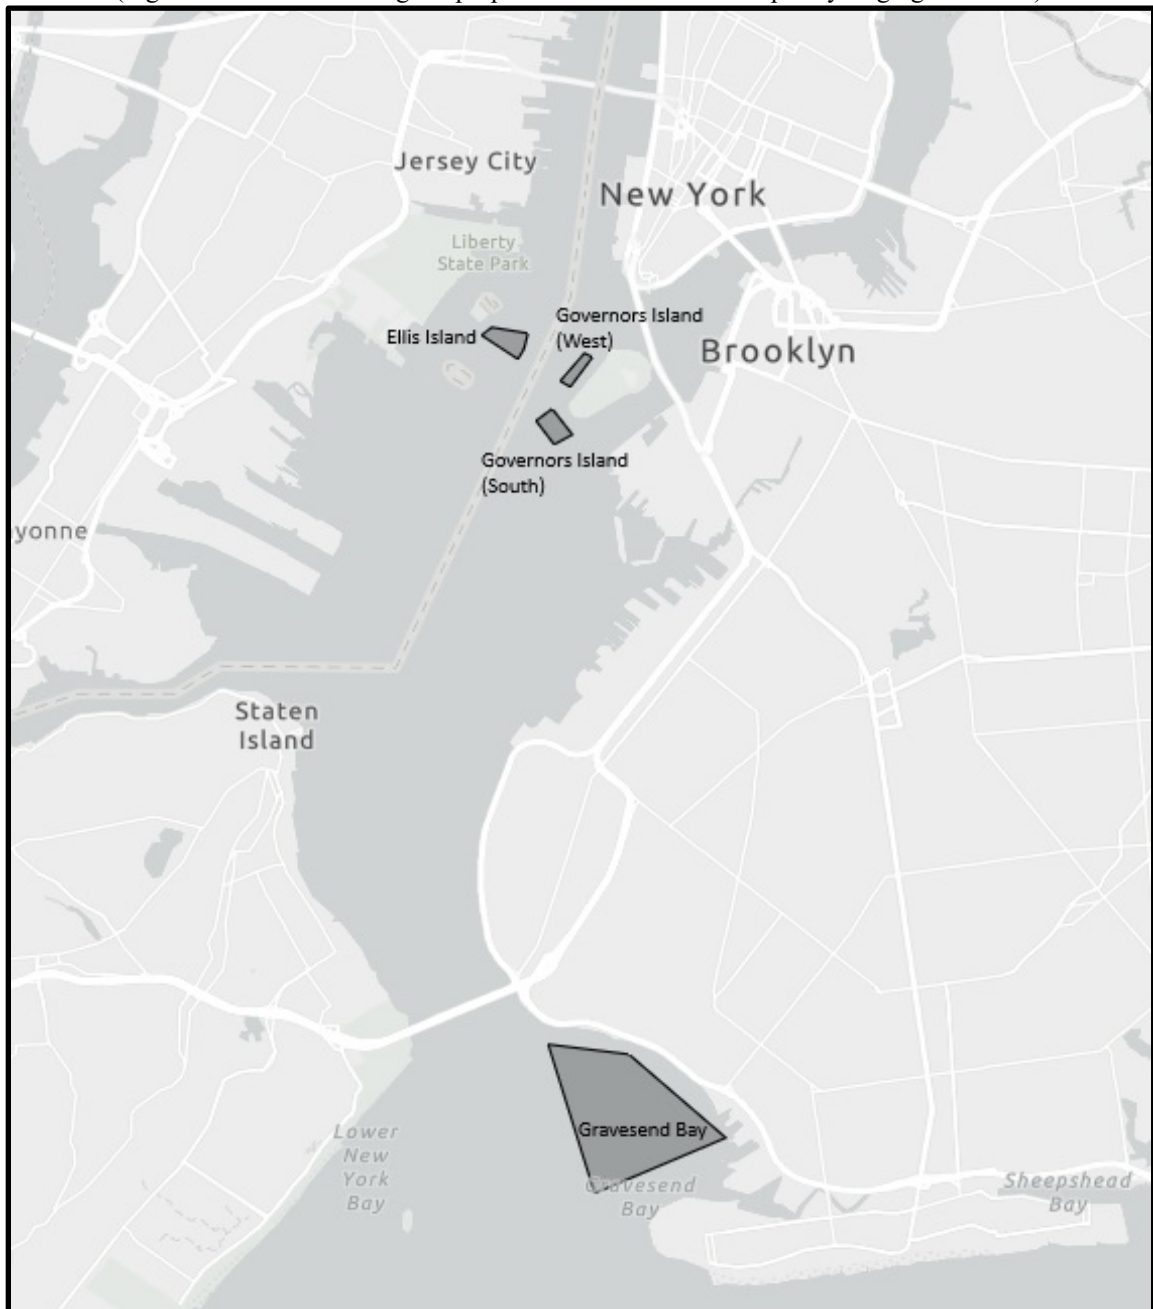 Jersey City
New York
Liberty
State Park
Governors Island
(West)
Ellis Island
Brooklyn
Governors Island
(South)
yonne
Staten
Island
Gravesend Bay
Lower
New
York
Bay
Gravesend
Bay
Sheepshead
Bay